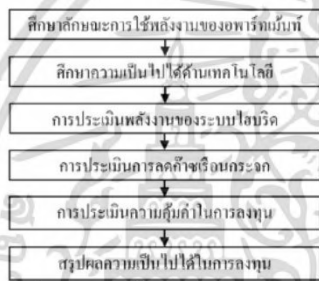 ศึกษาลักษณะการใช้พลังงานของอพาร์ทเม้นท์
ศึกษาความเป็นไปได้ด้านเทคโนโลยี
การประเมินพลังงานของระบบไฮบริด
การประเมินการลดก๊าซเรือนกระจก
การประเมินความคุ้มค่าในการลงทุน
สรุปผลความเป็นไปได้ในการลงทุน